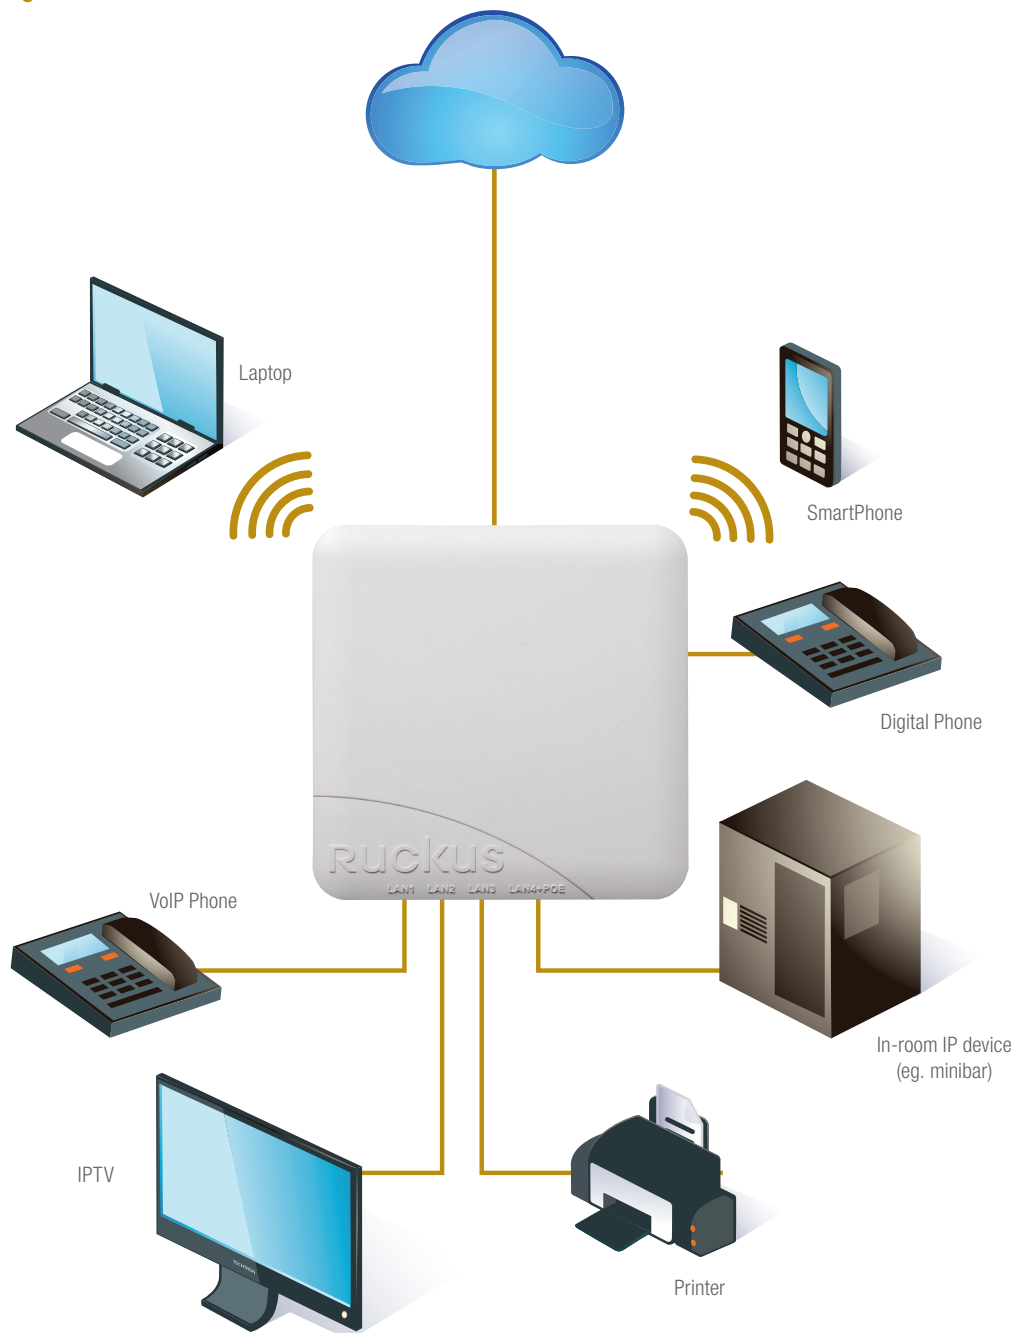 Laptop
SmartPhone
Digital Phone
RUCKUS
LAN1 LAN2 LAN3 LAN4+POE
VoIP Phone
In-room IP device
(eg. minibar)
IPTV
TECHNION
Printer